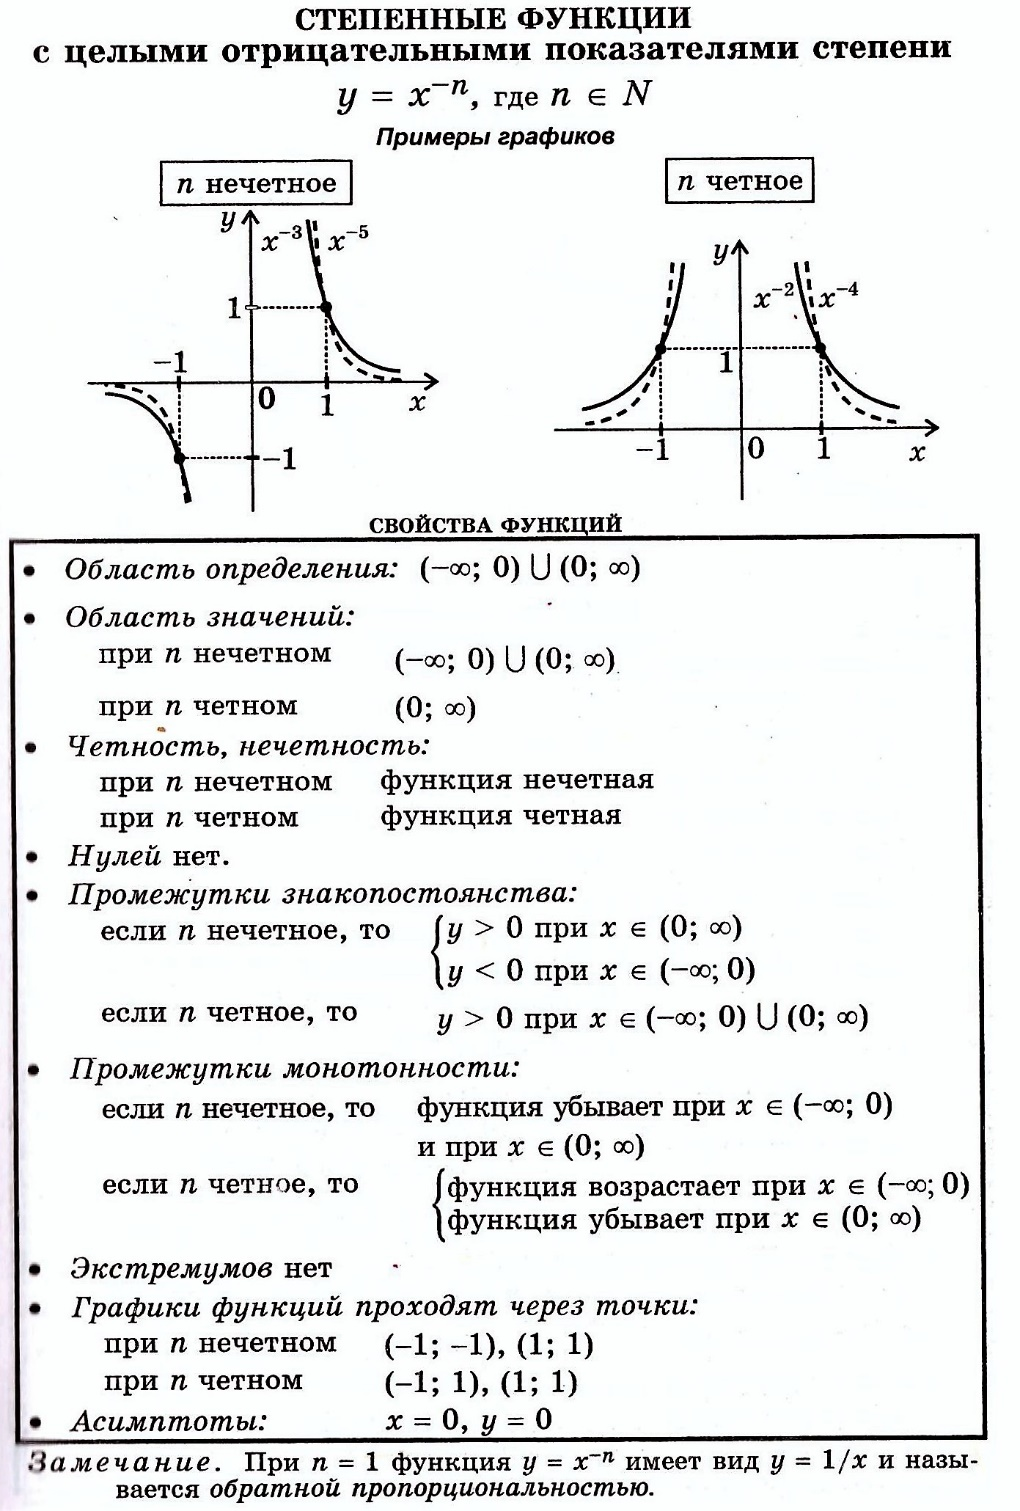 СТЕПЕННЫЕ ФУНКЦИИ
с целыми отрицательными показателями степени
y = x⁻ⁿ, где n ∈ N
Примеры графиков
n нечетное
n четное
y x⁻³ x⁻⁵
1
−1
0 1 x
−1
y x⁻² x⁻⁴
1
−1 0 1 x
СВОЙСТВА ФУНКЦИЙ
• Область определения: (−∞; 0) ∪ (0; ∞)
• Область значений:
при n нечетном (−∞; 0) ∪ (0; ∞)
при n четном (0; ∞)
• Четность, нечетность:
при n нечетном функция нечетная
при n четном функция четная
• Нулей нет.
• Промежутки знакопостоянства:
если n нечетное, то { y > 0 при x ∈ (0; ∞)
y < 0 при x ∈ (−∞; 0)
если n четное, то y > 0 при x ∈ (−∞; 0) ∪ (0; ∞)
• Промежутки монотонности:
если n нечетное, то функция убывает при x ∈ (−∞; 0)
и при x ∈ (0; ∞)
если n четное, то { функция возрастает при x ∈ (−∞; 0)
функция убывает при x ∈ (0; ∞)
• Экстремумов нет
• Графики функций проходят через точки:
при n нечетном (−1; −1), (1; 1)
при n четном (−1; 1), (1; 1)
• Асимптоты: x = 0, y = 0
Замечание. При n = 1 функция y = x⁻ⁿ имеет вид y = 1/x и назы-
вается обратной пропорциональностью.